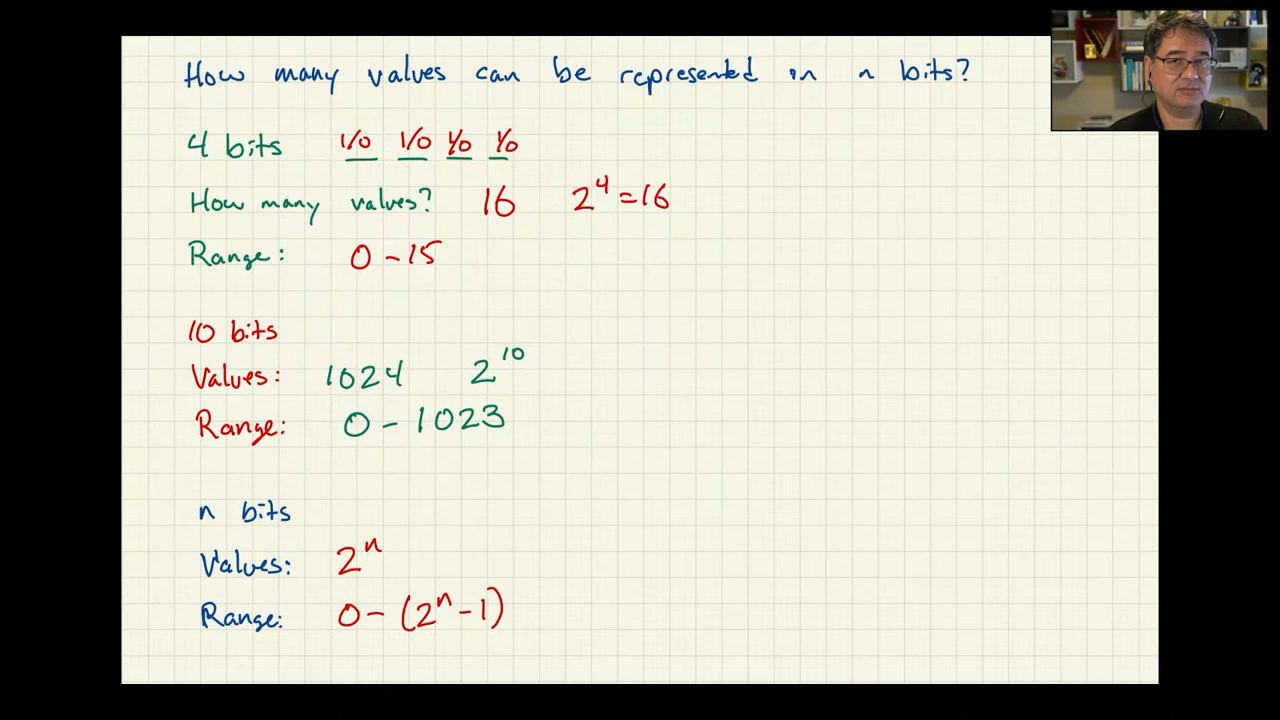 How many values can be represented in n bits?
4 bits 1/0 1/0 1/0 1/0
How many values? 16 2^4 = 16
Range: 0 - 15
10 bits
Values: 1024 2^10
Range: 0 - 1023
n bits
Values: 2^n
Range: 0 - (2^n - 1)